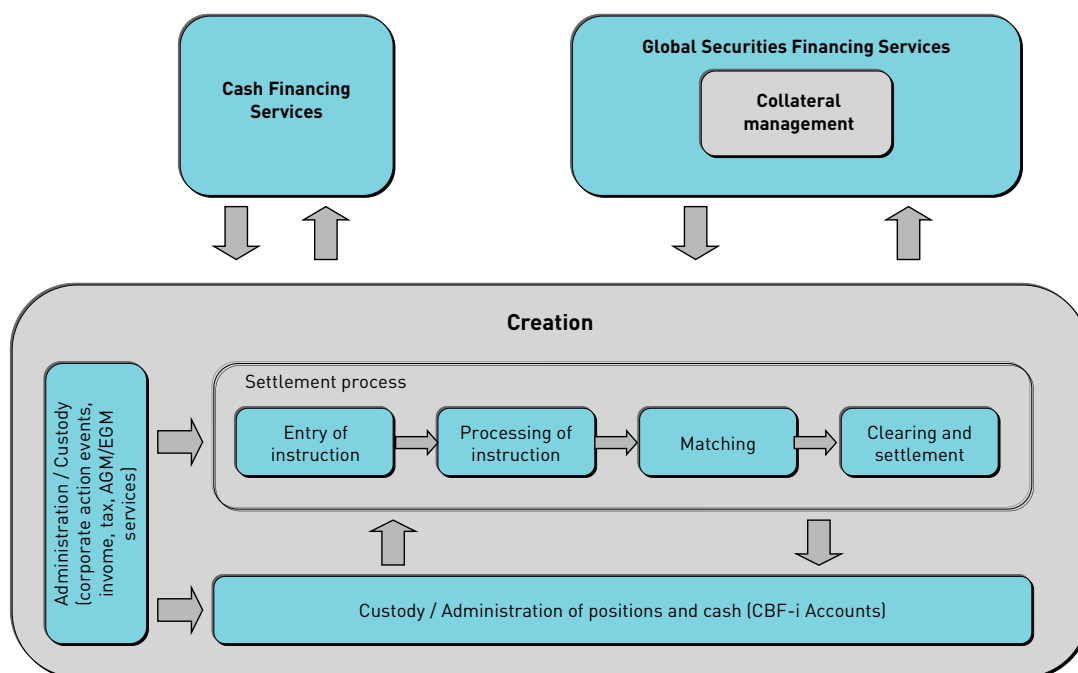 Cash Financing
Services
Global Securities Financing Services
Collateral
management
Creation
Administration / Custody
(corporate action events,
invome, tax, AGM/EGM
services)
Settlement process
Entry of
instruction
Processing of
instruction
Matching
Clearing and
settlement
Custody / Administration of positions and cash (CBF-i Accounts)